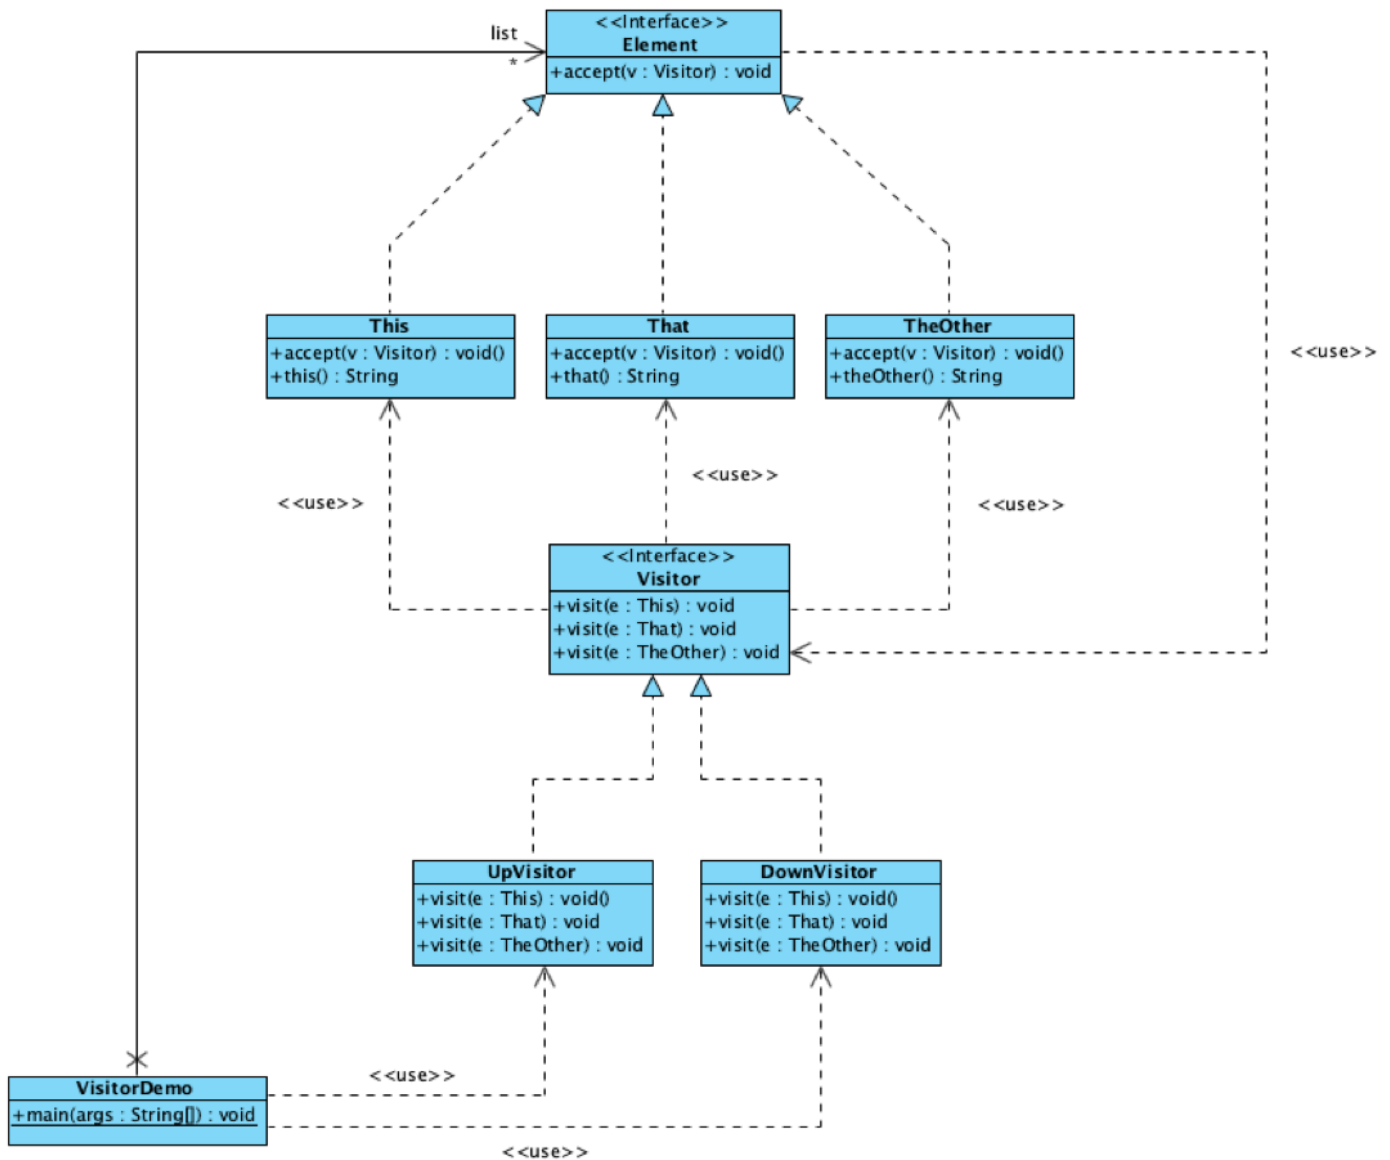 list
*
<<Interface>>
Element
+accept(v : Visitor) : void
This
+accept(v : Visitor) : void()
+this() : String
That
+accept(v : Visitor) : void()
+that() : String
TheOther
+accept(v : Visitor) : void()
+theOther() : String
<<use>>
<<use>>
<<use>>
<<use>>
<<Interface>>
Visitor
+visit(e : This) : void
+visit(e : That) : void
+visit(e : TheOther) : void
UpVisitor
+visit(e : This) : void()
+visit(e : That) : void
+visit(e : TheOther) : void
DownVisitor
+visit(e : This) : void()
+visit(e : That) : void
+visit(e : TheOther) : void
<<use>>
VisitorDemo
+main(args : String[]) : void
<<use>>